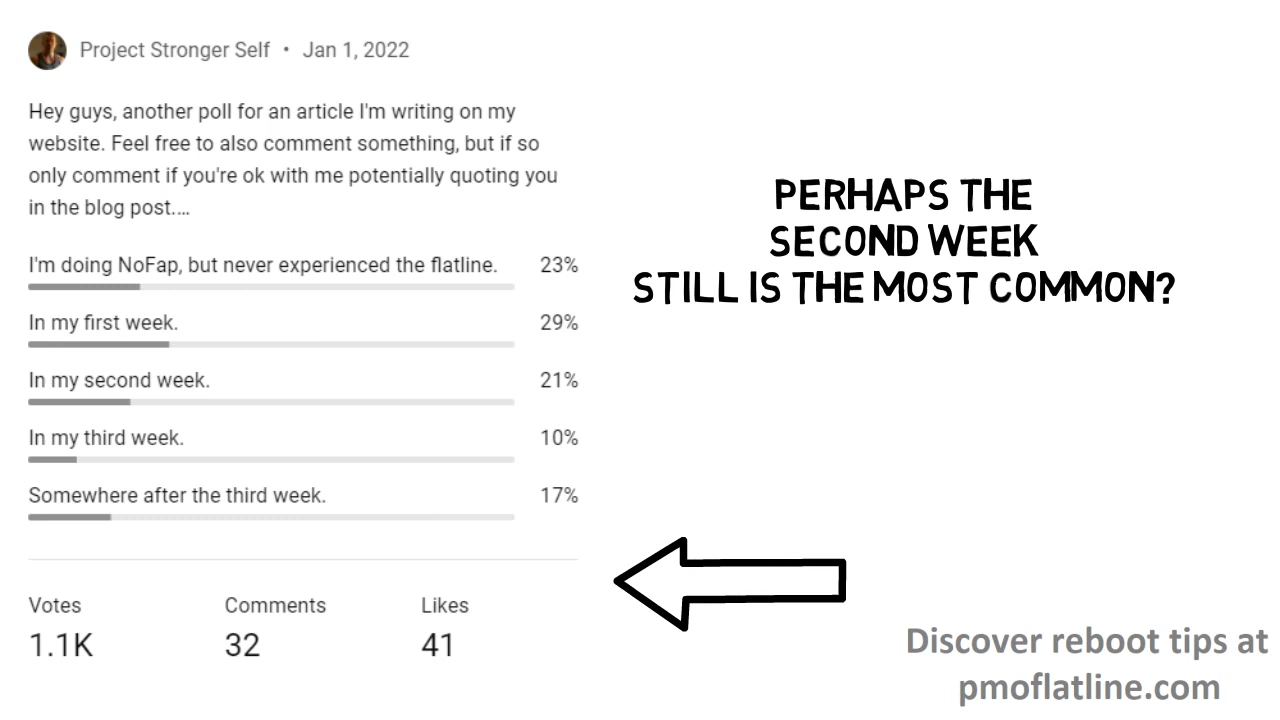 Project Stronger Self • Jan 1, 2022
Hey guys, another poll for an article I'm writing on my
website. Feel free to also comment something, but if so
only comment if you're ok with me potentially quoting you
in the blog post....
I'm doing NoFap, but never experienced the flatline. 23%
In my first week. 29%
In my second week. 21%
In my third week. 10%
Somewhere after the third week. 17%
Votes Comments Likes
1.1K 32 41
PERHAPS THE
SECOND WEEK
STILL IS THE MOST COMMON?
Discover reboot tips at
pmoflatline.com